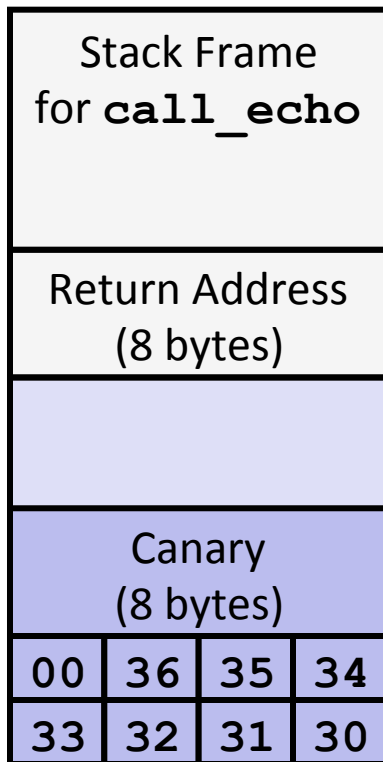 Stack Frame
for call_echo
Return Address
(8 bytes)
Canary
(8 bytes)
00 36 35 34
33 32 31 30